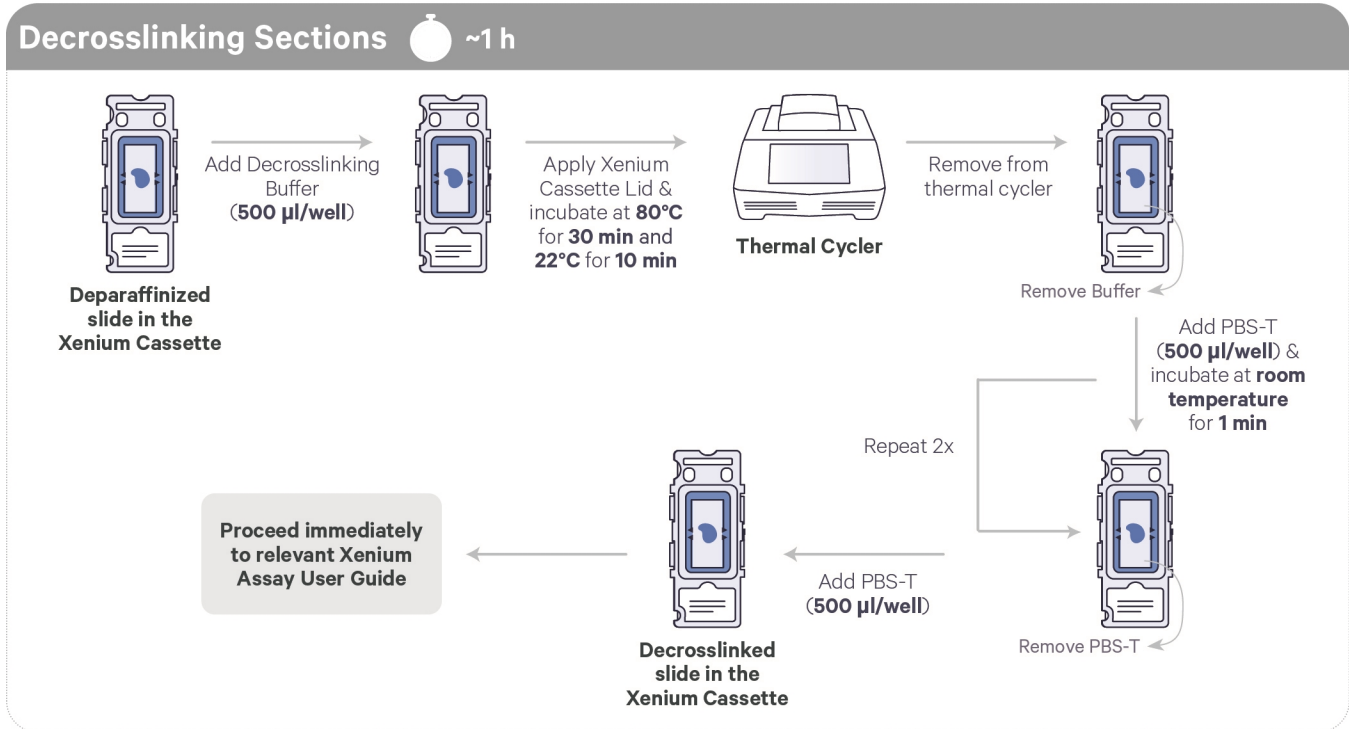 Decrosslinking Sections ~1 h
Add Decrosslinking
Buffer
(500 µl/well)
Apply Xenium
Cassette Lid &
incubate at 80°C
for 30 min and
22°C for 10 min
Remove from
thermal cycler
Thermal Cycler
Deparaffinized
slide in the
Xenium Cassette
Remove Buffer
Add PBS-T
(500 µl/well) &
incubate at room
temperature
for 1 min
Repeat 2x
Remove PBS-T
Add PBS-T
(500 µl/well)
Decrosslinked
slide in the
Xenium Cassette
Proceed immediately
to relevant Xenium
Assay User Guide